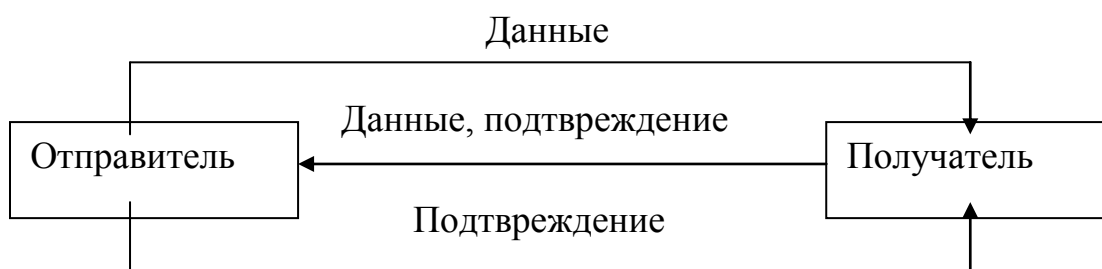 Данные
Данные, подтвреждение
Отправитель
Получатель
Подтвреждение